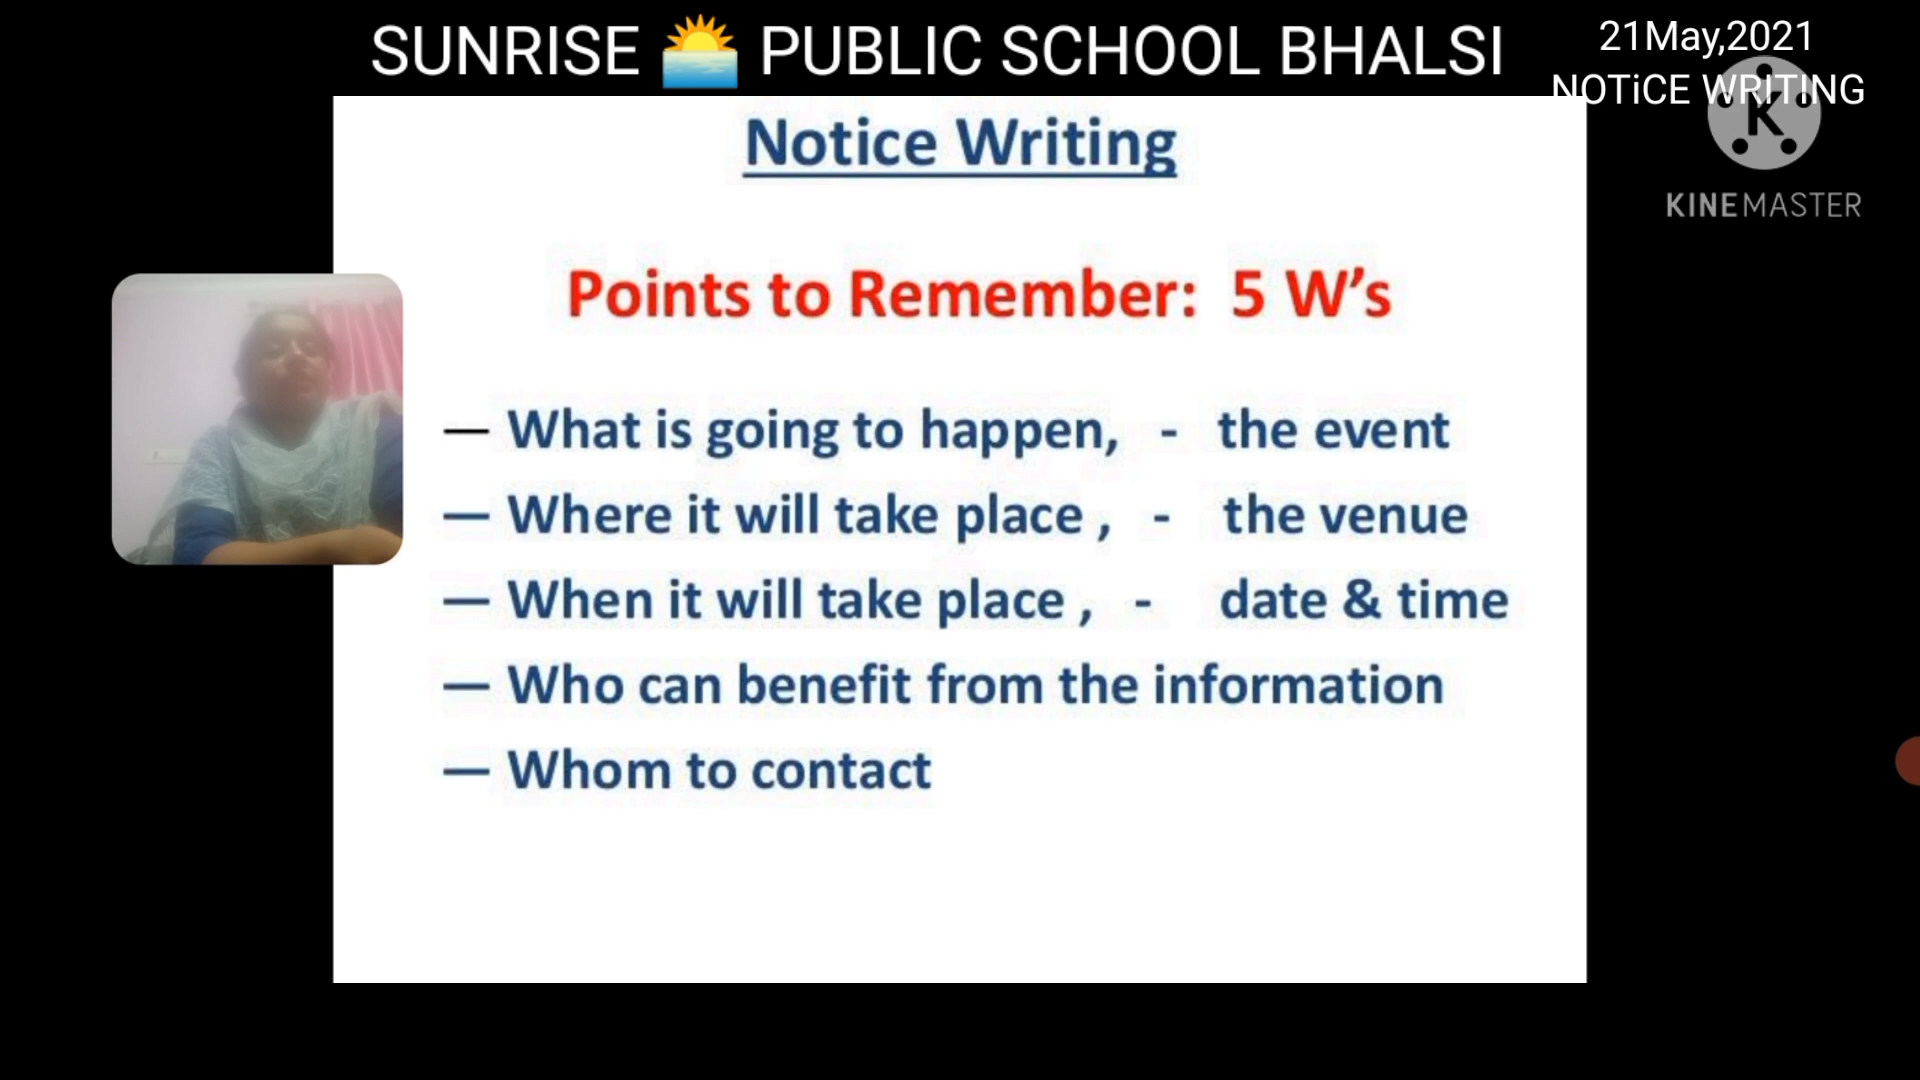 SUNRISE 🌅 PUBLIC SCHOOL BHALSI
21May,2021
NOTiCE WRITING
K
KINEMASTER
Notice Writing
Points to Remember: 5 W's
— What is going to happen, - the event
— Where it will take place , - the venue
— When it will take place , - date & time
— Who can benefit from the information
— Whom to contact